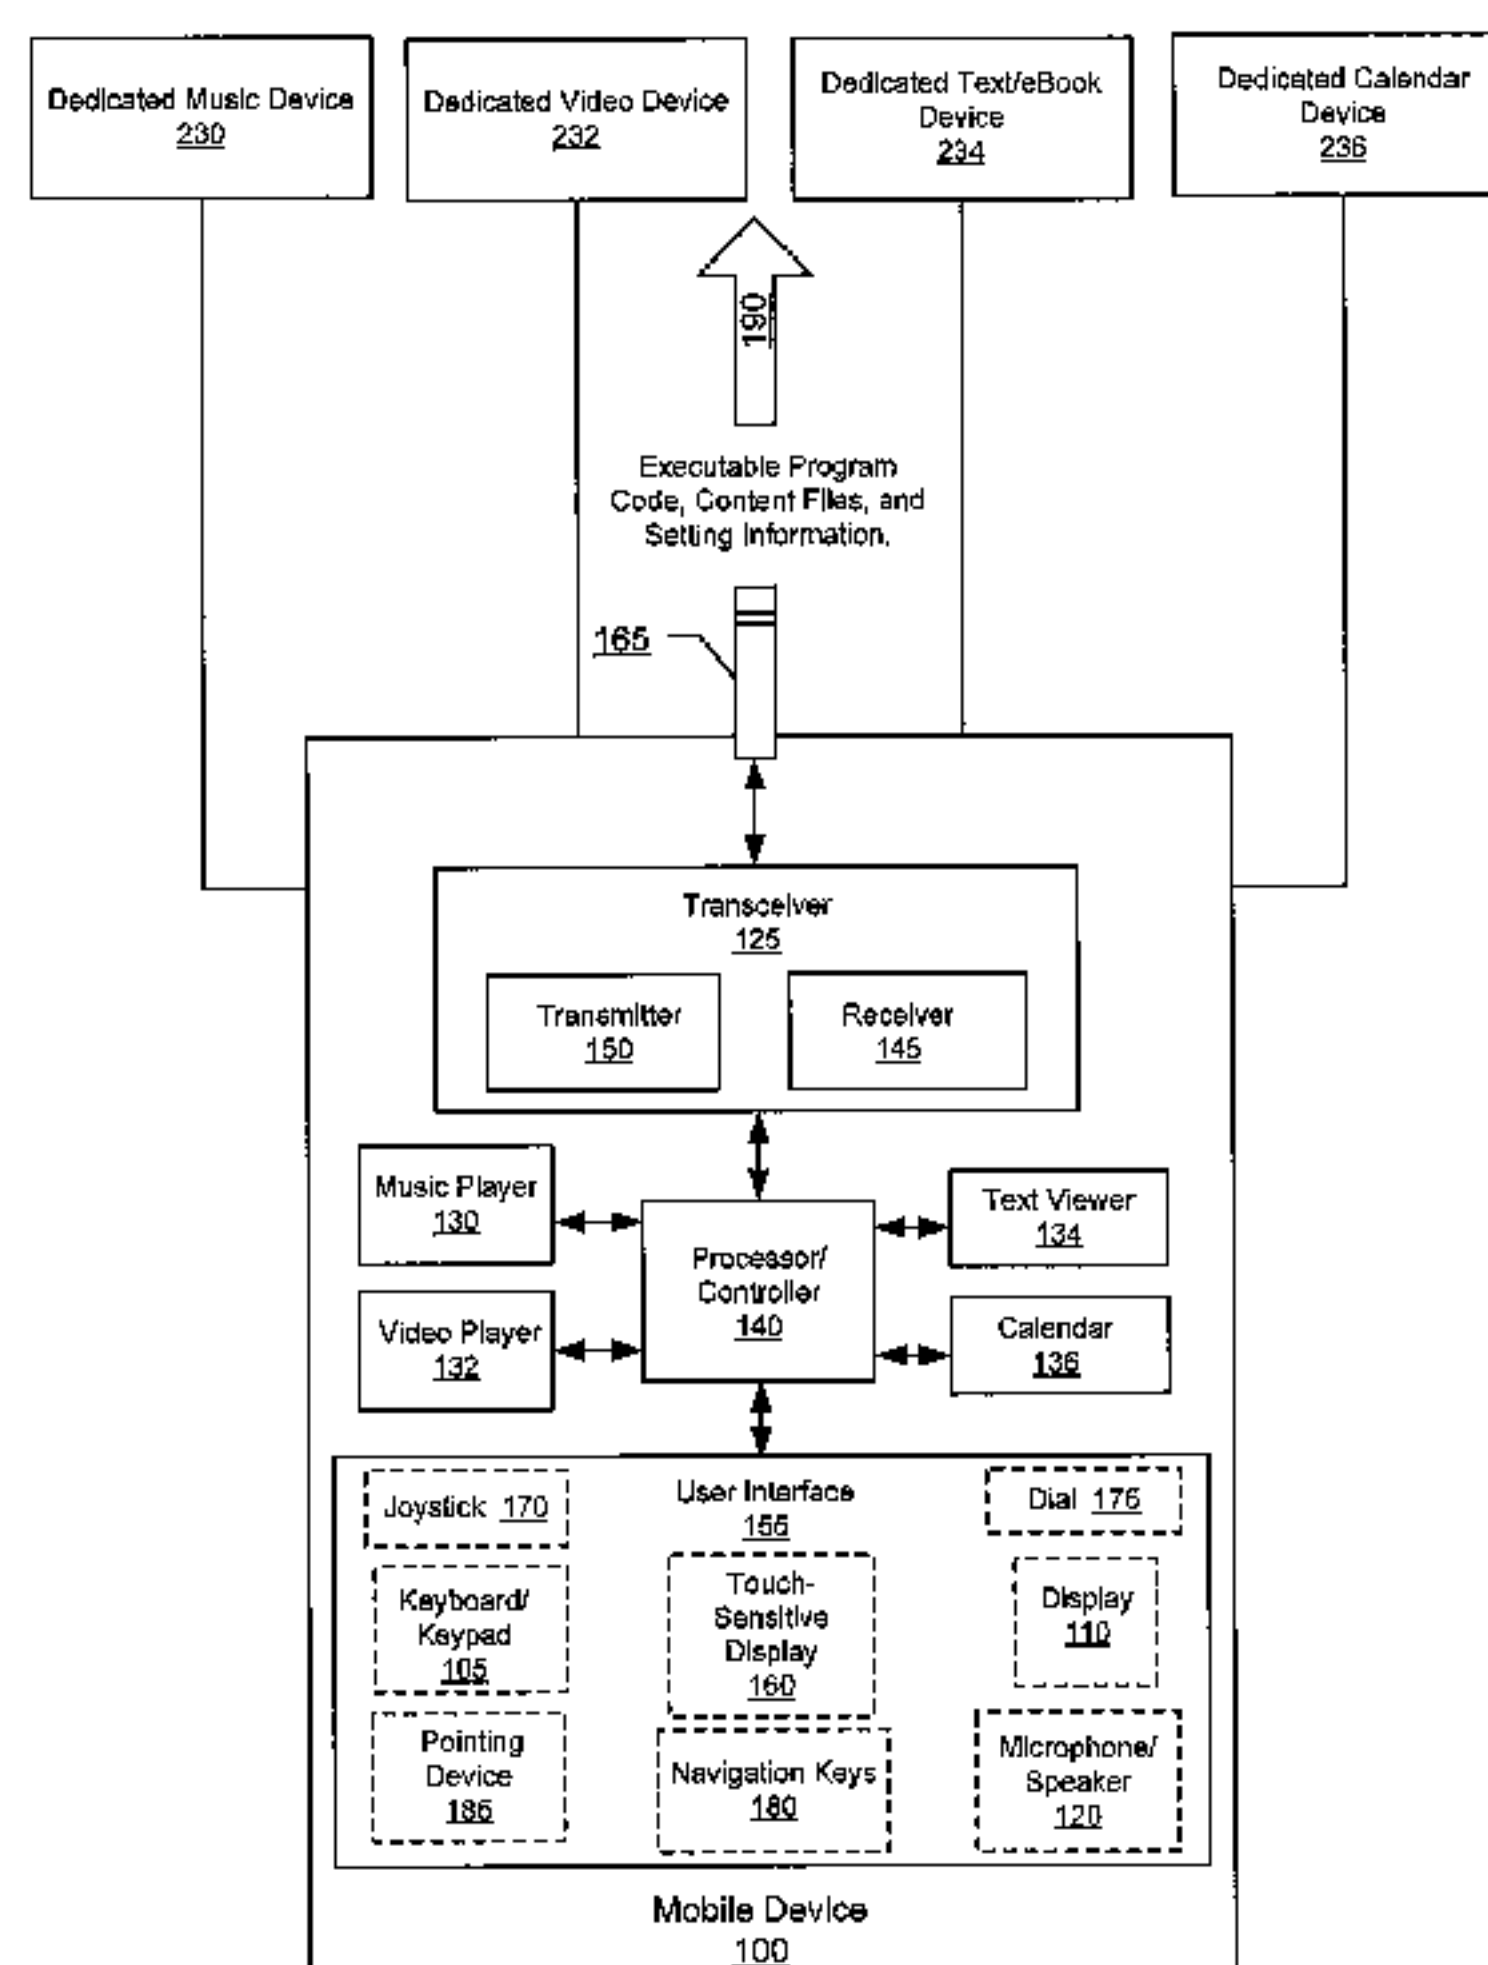 Dedicated Music Device
230
Dedicated Video Device
232
Dedicated Text/eBook
Device
234
Dedicated Calendar
Device
236
190
Executable Program
Code, Content Files, and
Setting Information.
165
Transceiver
125
Transmitter
150
Receiver
145
Music Player
130
Text Viewer
134
Processor/
Controller
140
Video Player
132
Calendar
136
User Interface
155
Joystick 170
Dial 175
Keyboard/
Keypad
105
Touch-
Sensitive
Display
160
Display
110
Pointing
Device
185
Navigation Keys
180
Microphone/
Speaker
120
Mobile Device
100